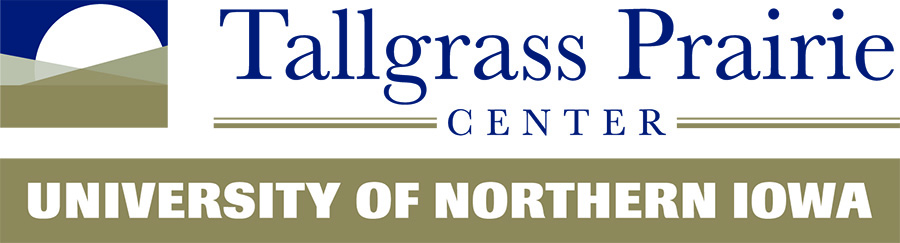 Tallgrass Prairie
CENTER
UNIVERSITY OF NORTHERN IOWA